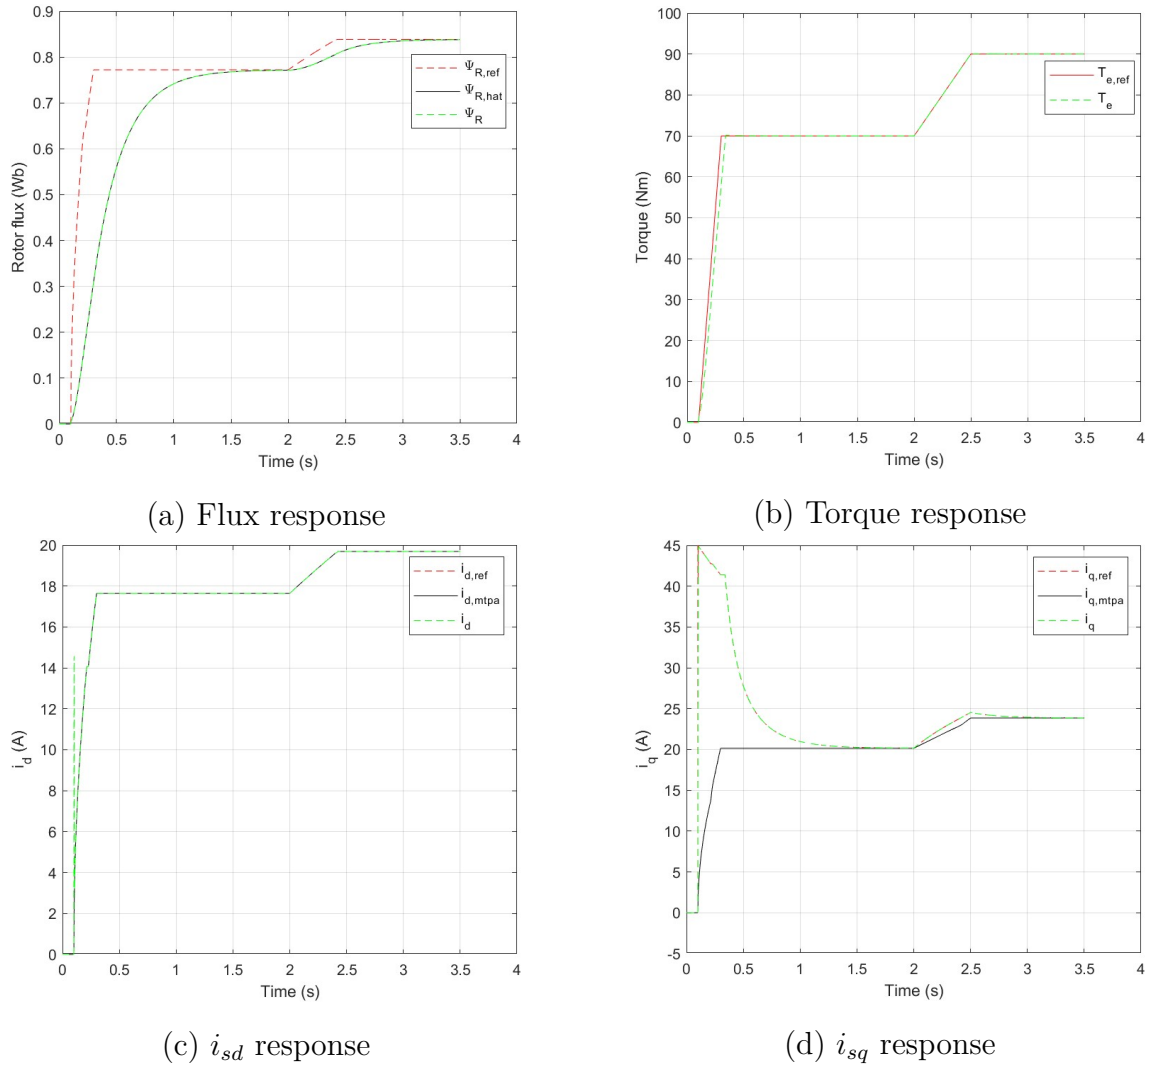 0.9
0.8
0.7
0.6
0.5
0.4
0.3
0.2
0.1
0
Rotor flux (Wb)
Ψ_R,ref
Ψ_R,hat
Ψ_R
0 0.5 1 1.5 2 2.5 3 3.5 4
Time (s)
(a) Flux response
100
90
80
70
60
50
40
30
20
10
0
Torque (Nm)
T_e,ref
T_e
0 0.5 1 1.5 2 2.5 3 3.5 4
Time (s)
(b) Torque response
20
18
16
14
12
10
8
6
4
2
0
i_d (A)
i_d,ref
i_d,mtpa
i_d
0 0.5 1 1.5 2 2.5 3 3.5 4
Time (s)
(c) i_sd response
45
40
35
30
25
20
15
10
5
0
-5
i_q (A)
i_q,ref
i_q,mtpa
i_q
0 0.5 1 1.5 2 2.5 3 3.5 4
Time (s)
(d) i_sq response